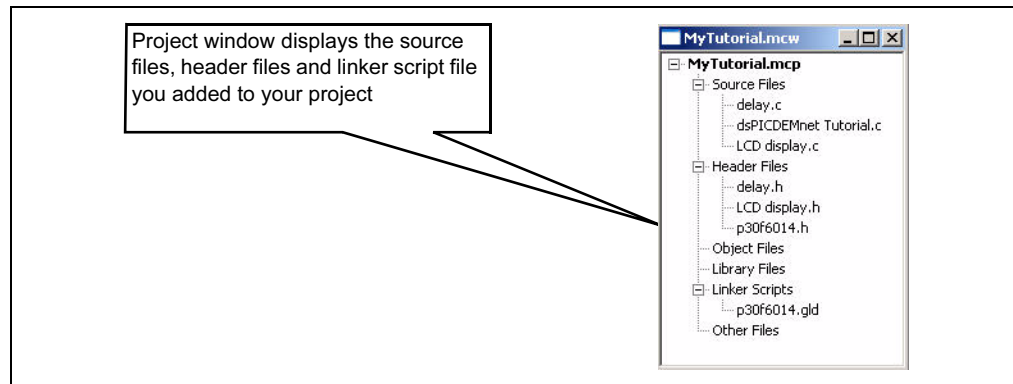 Project window displays the source
files, header files and linker script file
you added to your project
MyTutorial.mcw
MyTutorial.mcp
Source Files
delay.c
dsPICDEMnet Tutorial.c
LCD display.c
Header Files
delay.h
LCD display.h
p30f6014.h
Object Files
Library Files
Linker Scripts
p30f6014.gld
Other Files